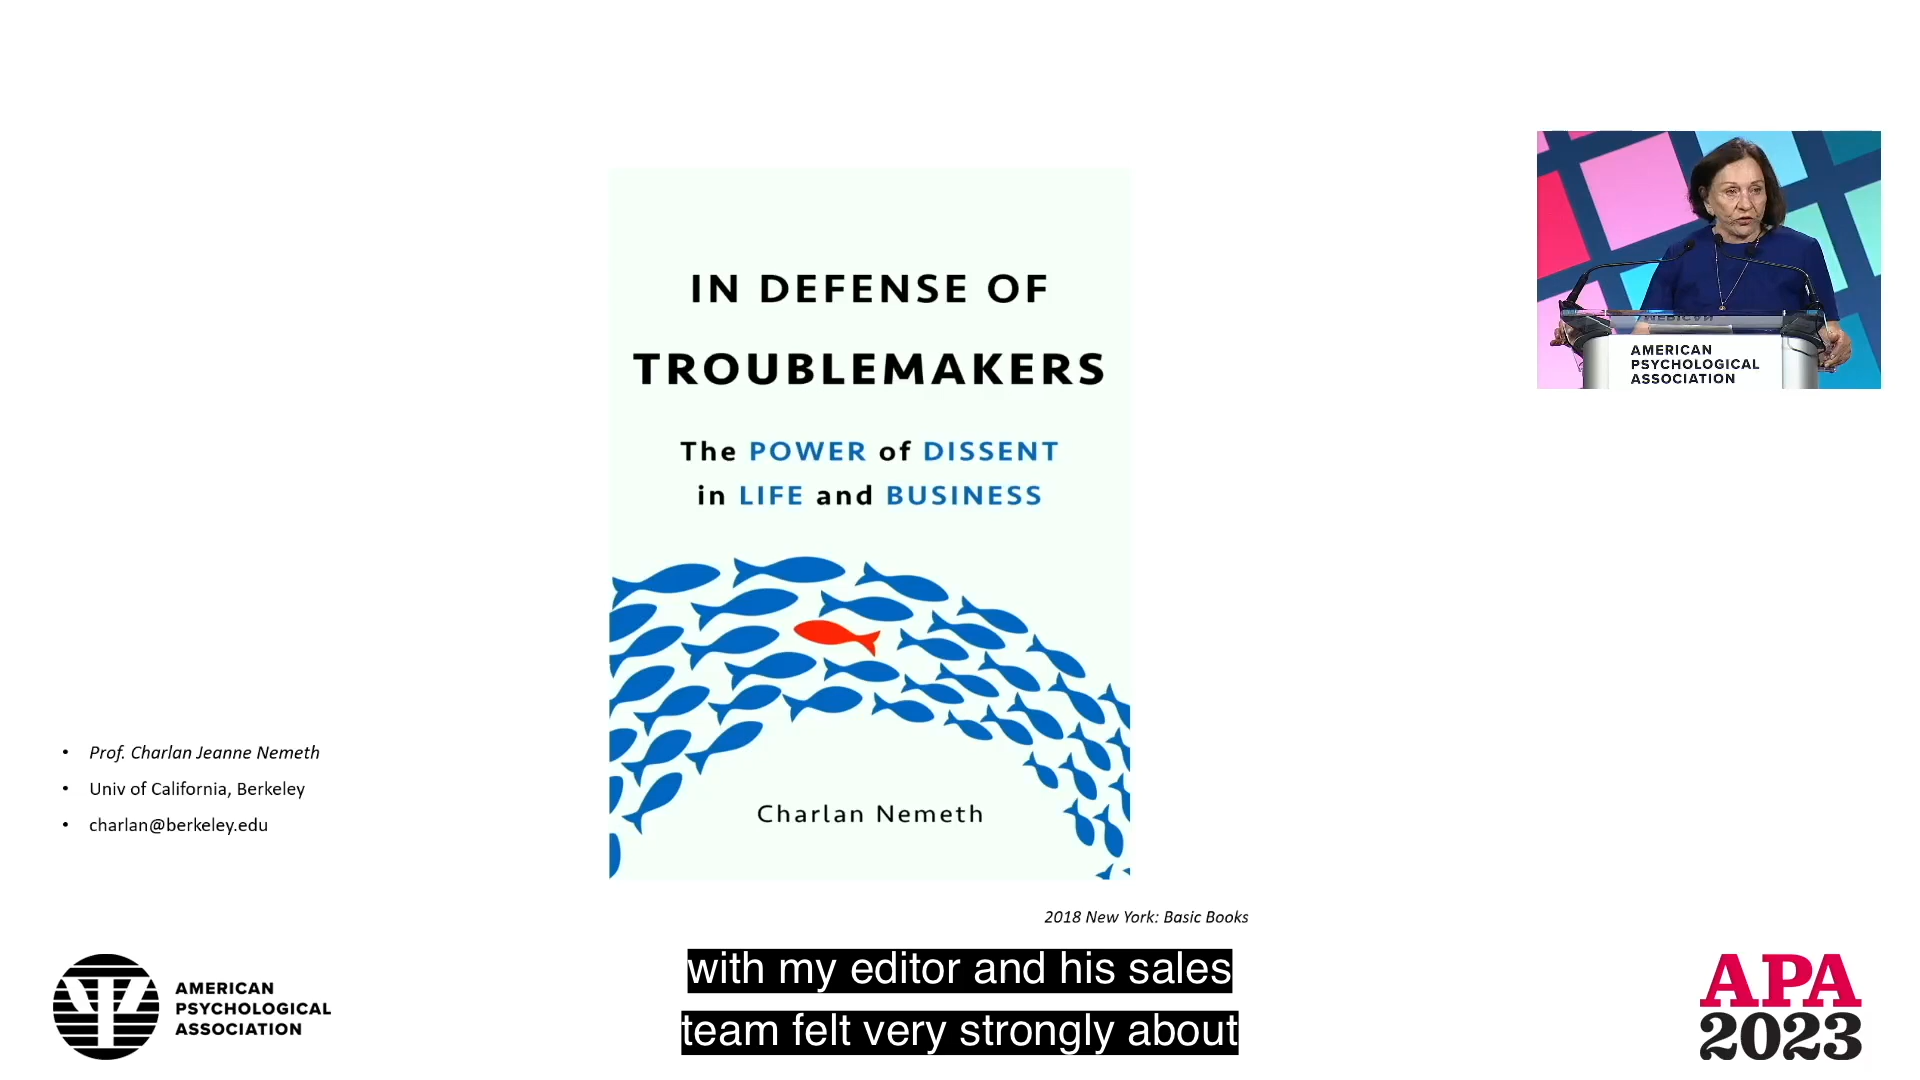 IN DEFENSE OF
TROUBLEMAKERS
The POWER of DISSENT
in LIFE and BUSINESS
Charlan Nemeth
2018 New York: Basic Books
• Prof. Charlan Jeanne Nemeth
• Univ of California, Berkeley
• charlan@berkeley.edu
AMERICAN
PSYCHOLOGICAL
ASSOCIATION
AMERICAN
PSYCHOLOGICAL
ASSOCIATION
with my editor and his sales
team felt very strongly about
APA
2023